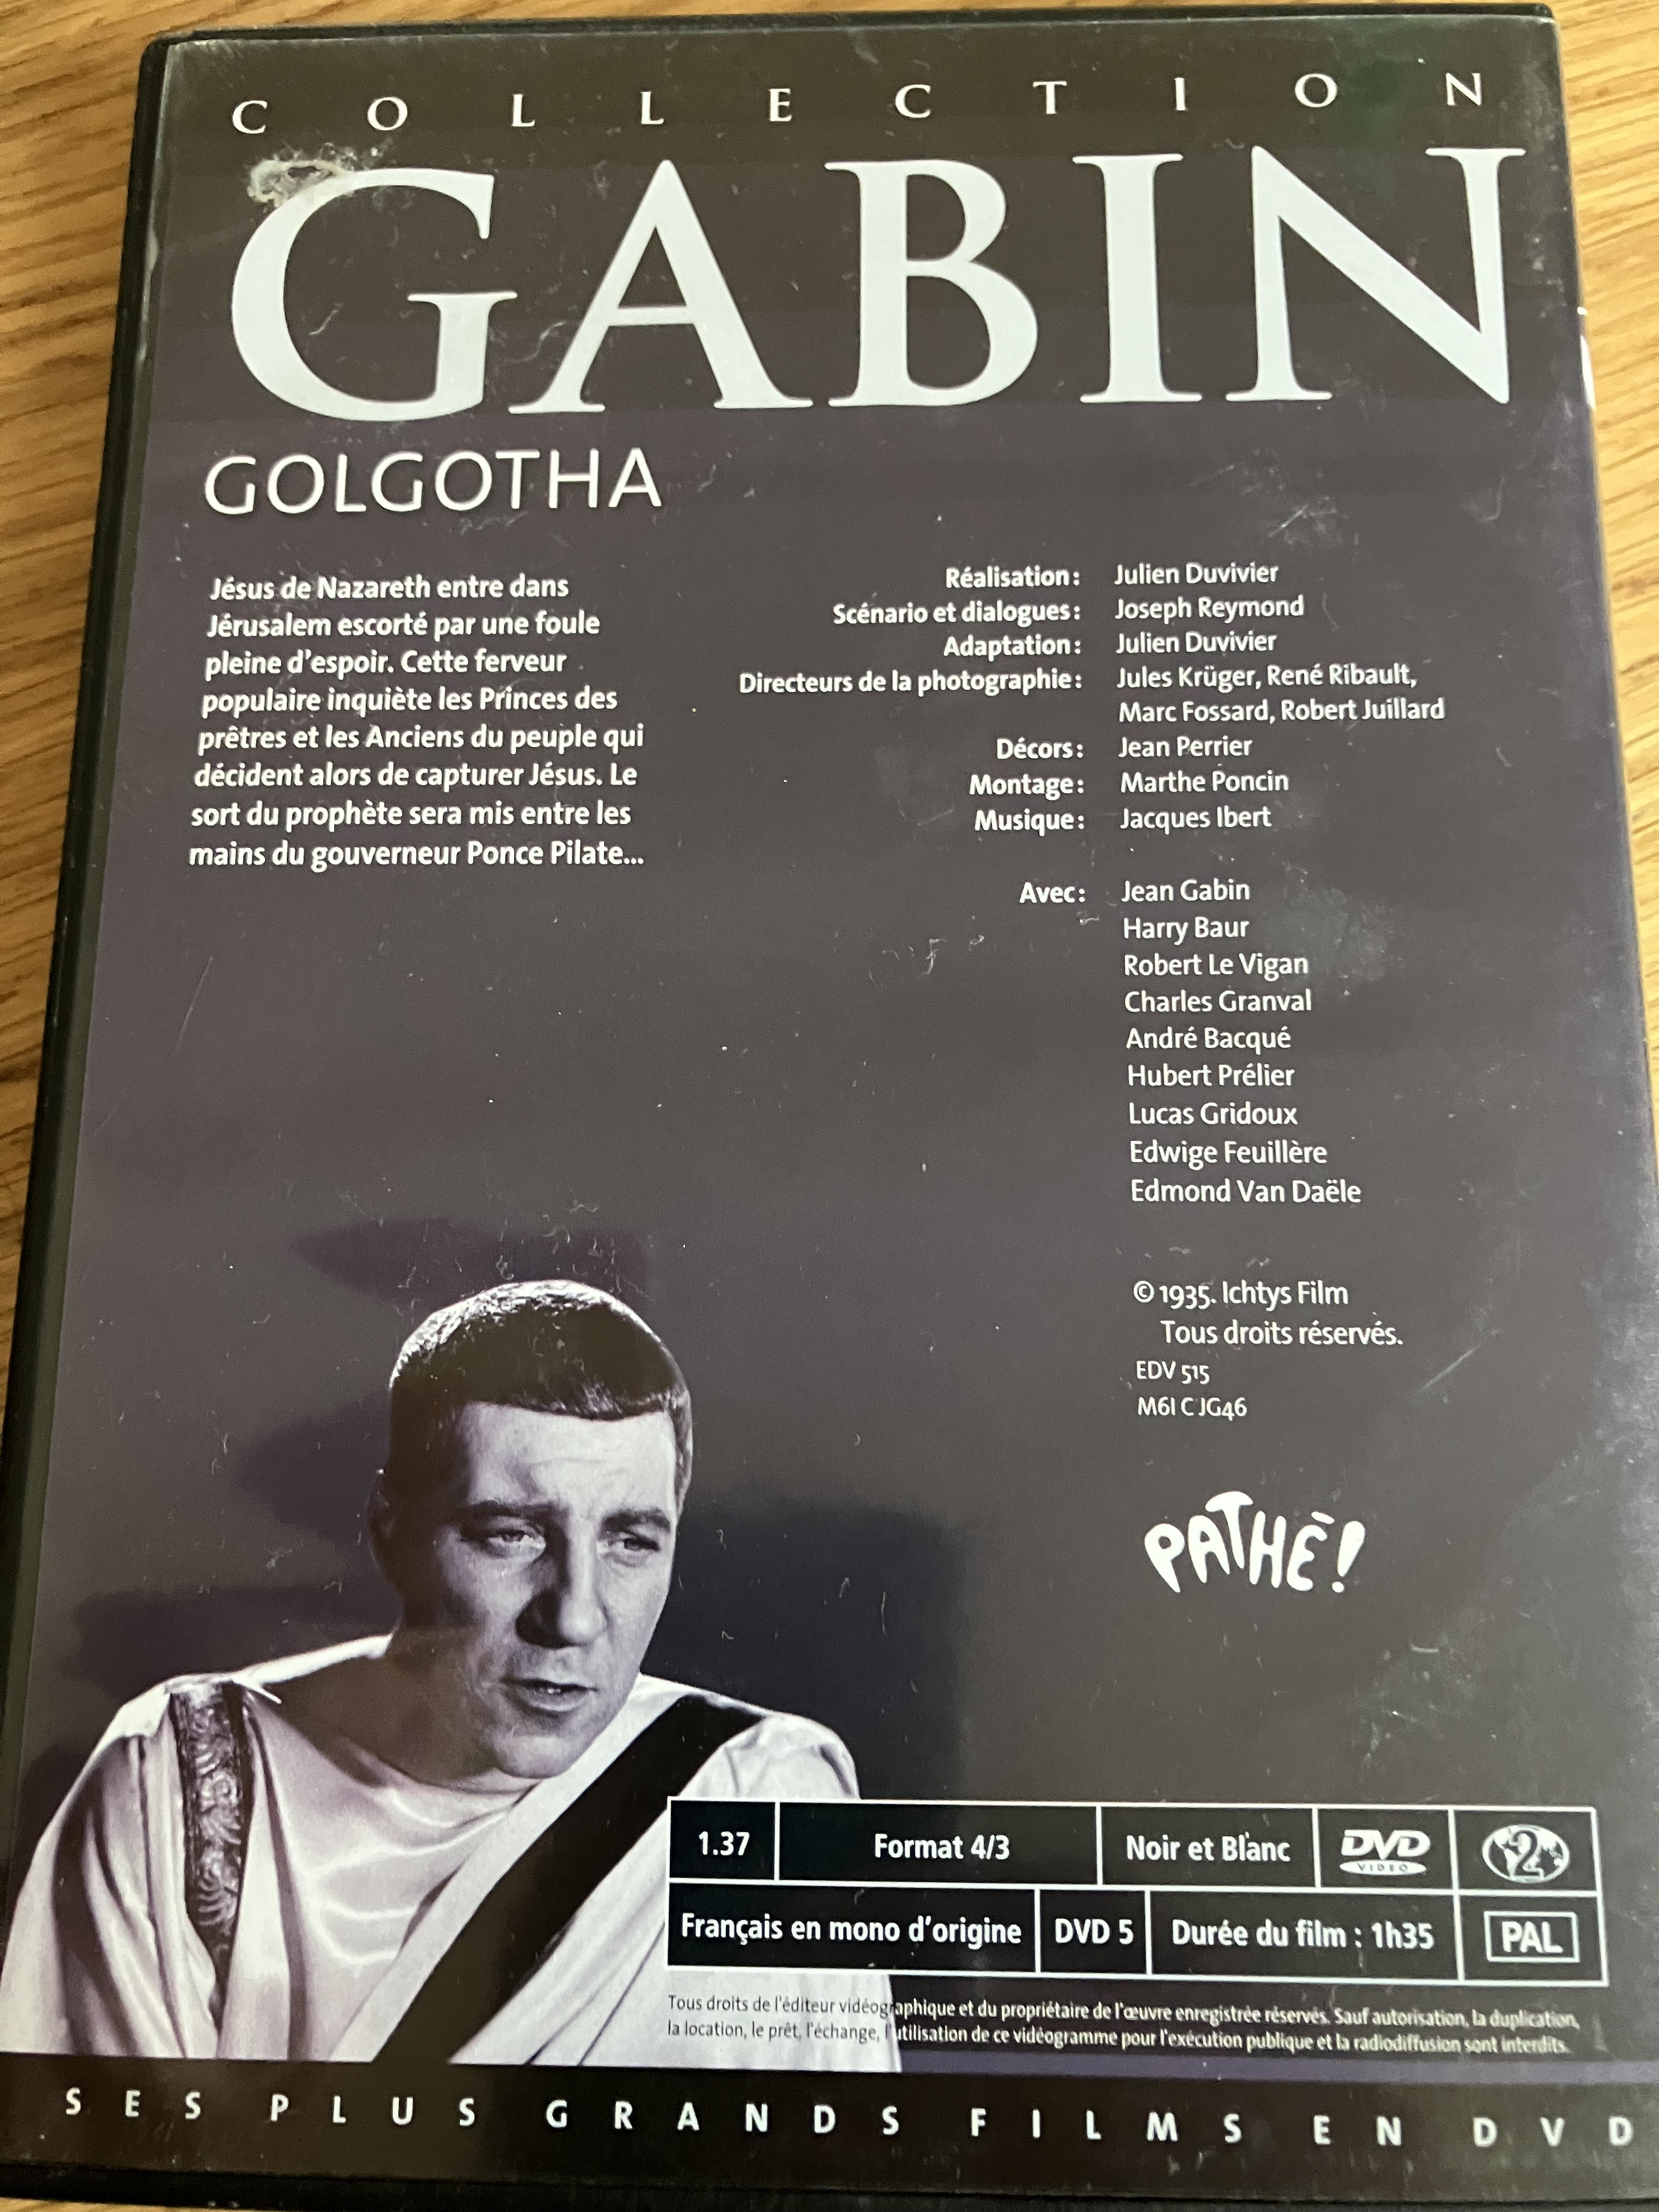 COLLECTION
GABIN
GOLGOTHA
Jésus de Nazareth entre dans
Jérusalem escorté par une foule
pleine d'espoir. Cette ferveur
populaire inquiète les Princes des
prêtres et les Anciens du peuple qui
décident alors de capturer Jésus. Le
sort du prophète sera mis entre les
mains du gouverneur Ponce Pilate...
Réalisation: Julien Duvivier
Scénario et dialogues: Joseph Reymond
Adaptation: Julien Duvivier
Directeurs de la photographie: Jules Krüger, René Ribault,
Marc Fossard, Robert Juillard
Décors: Jean Perrier
Montage: Marthe Poncin
Musique: Jacques Ibert
Avec: Jean Gabin
Harry Baur
Robert Le Vigan
Charles Granval
André Bacqué
Hubert Prélier
Lucas Gridoux
Edwige Feuillère
Edmond Van Daële
© 1935. Ichtys Film
Tous droits réservés.
EDV 515
M6I C JG46
PATHÉ!
1.37 Format 4/3 Noir et Blanc DVD VIDEO 2
Français en mono d'origine DVD 5 Durée du film : 1h35 PAL
Tous droits de l'éditeur vidéographique et du propriétaire de l'œuvre enregistrée réservés. Sauf autorisation, la duplication,
la location, le prêt, l'échange, l'utilisation de ce vidéogramme pour l'exécution publique et la radiodiffusion sont interdits.
SES PLUS GRANDS FILMS EN DVD